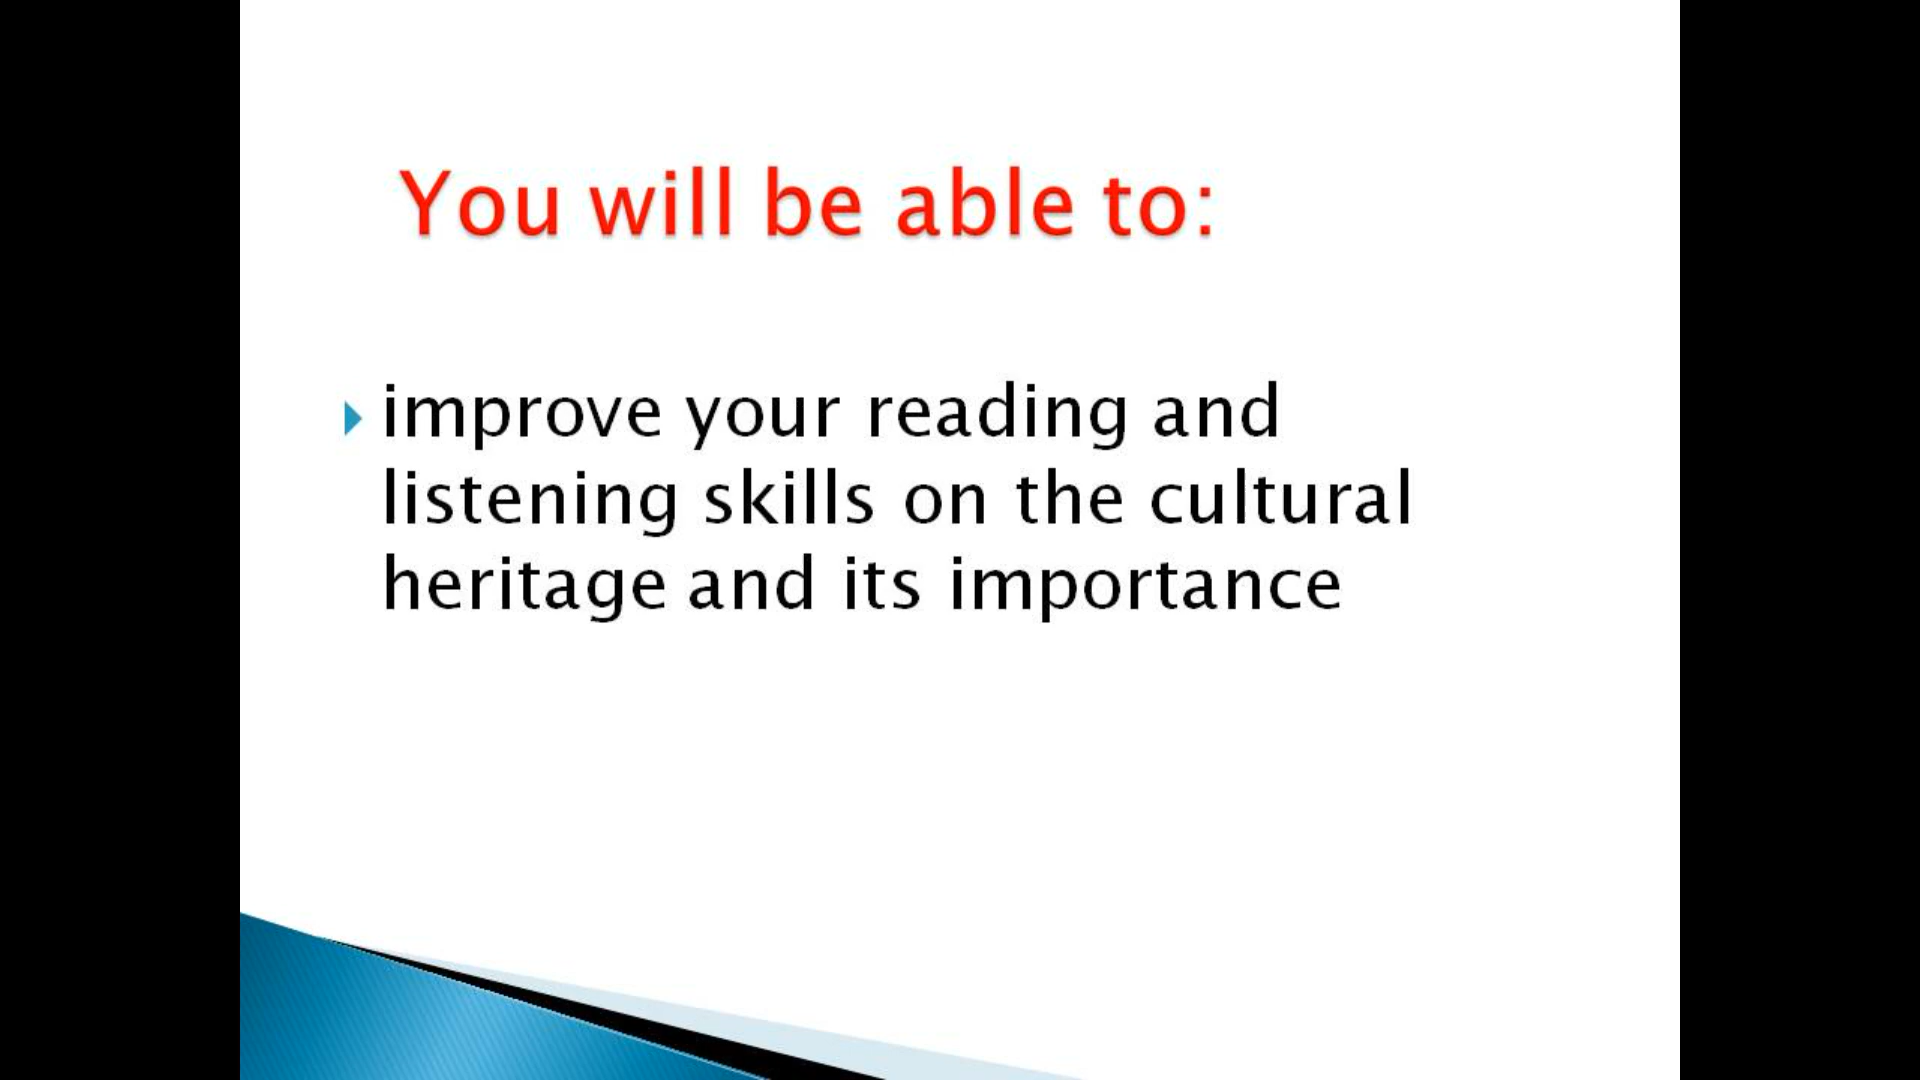 You will be able to:
improve your reading and
listening skills on the cultural
heritage and its importance